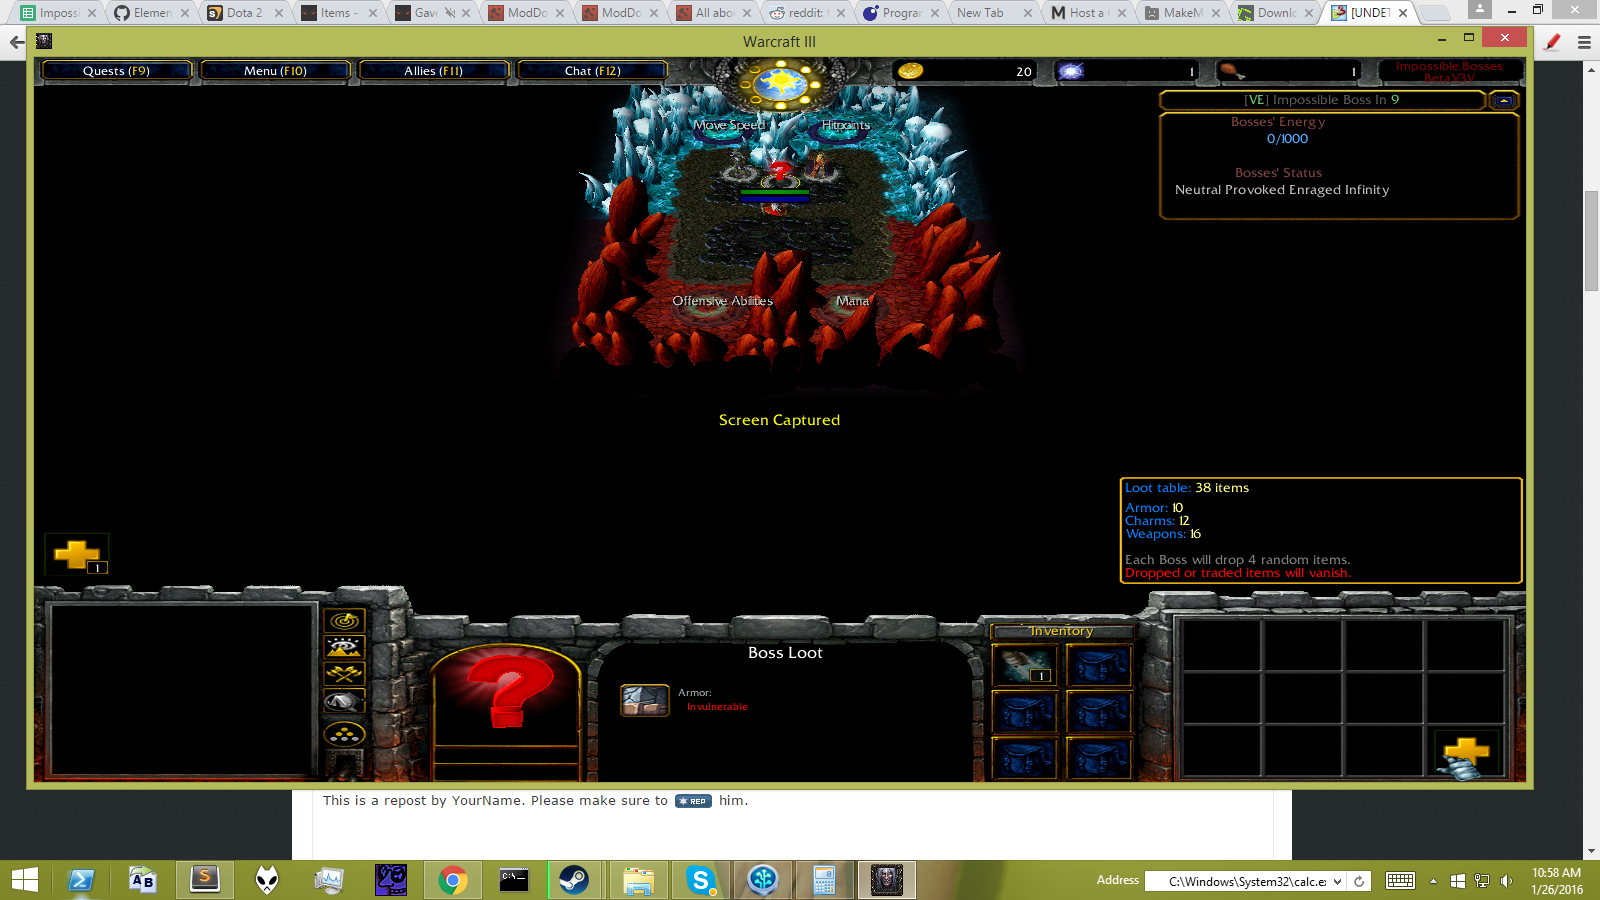 Impossi
Elemen
Dota 2
Items -
Gav
ModDo
ModDo
All abo
reddit:
Progra
New Tab
Host a
MakeM
Downlo
[UNDET
Warcraft III
Quests (F9)
Menu (F10)
Allies (F11)
Chat (F12)
20
1
1
Impossible Bosses
Beta V3V
[VE] Impossible Boss In 9
Bosses' Energy
0/1000
Bosses' Status
Neutral Provoked Enraged Infinity
Move Speed
Hitpoints
Offensive Abilities
Mana
Screen Captured
Loot table: 38 items
Armor: 10
Charms: 12
Weapons: 16
Each Boss will drop 4 random items.
Dropped or traded items will vanish.
1
Boss Loot
Armor:
Invulnerable
Inventory
1
This is a repost by YourName. Please make sure to REP him.
Address
C:\Windows\System32\calc.e
10:58 AM
1/26/2016